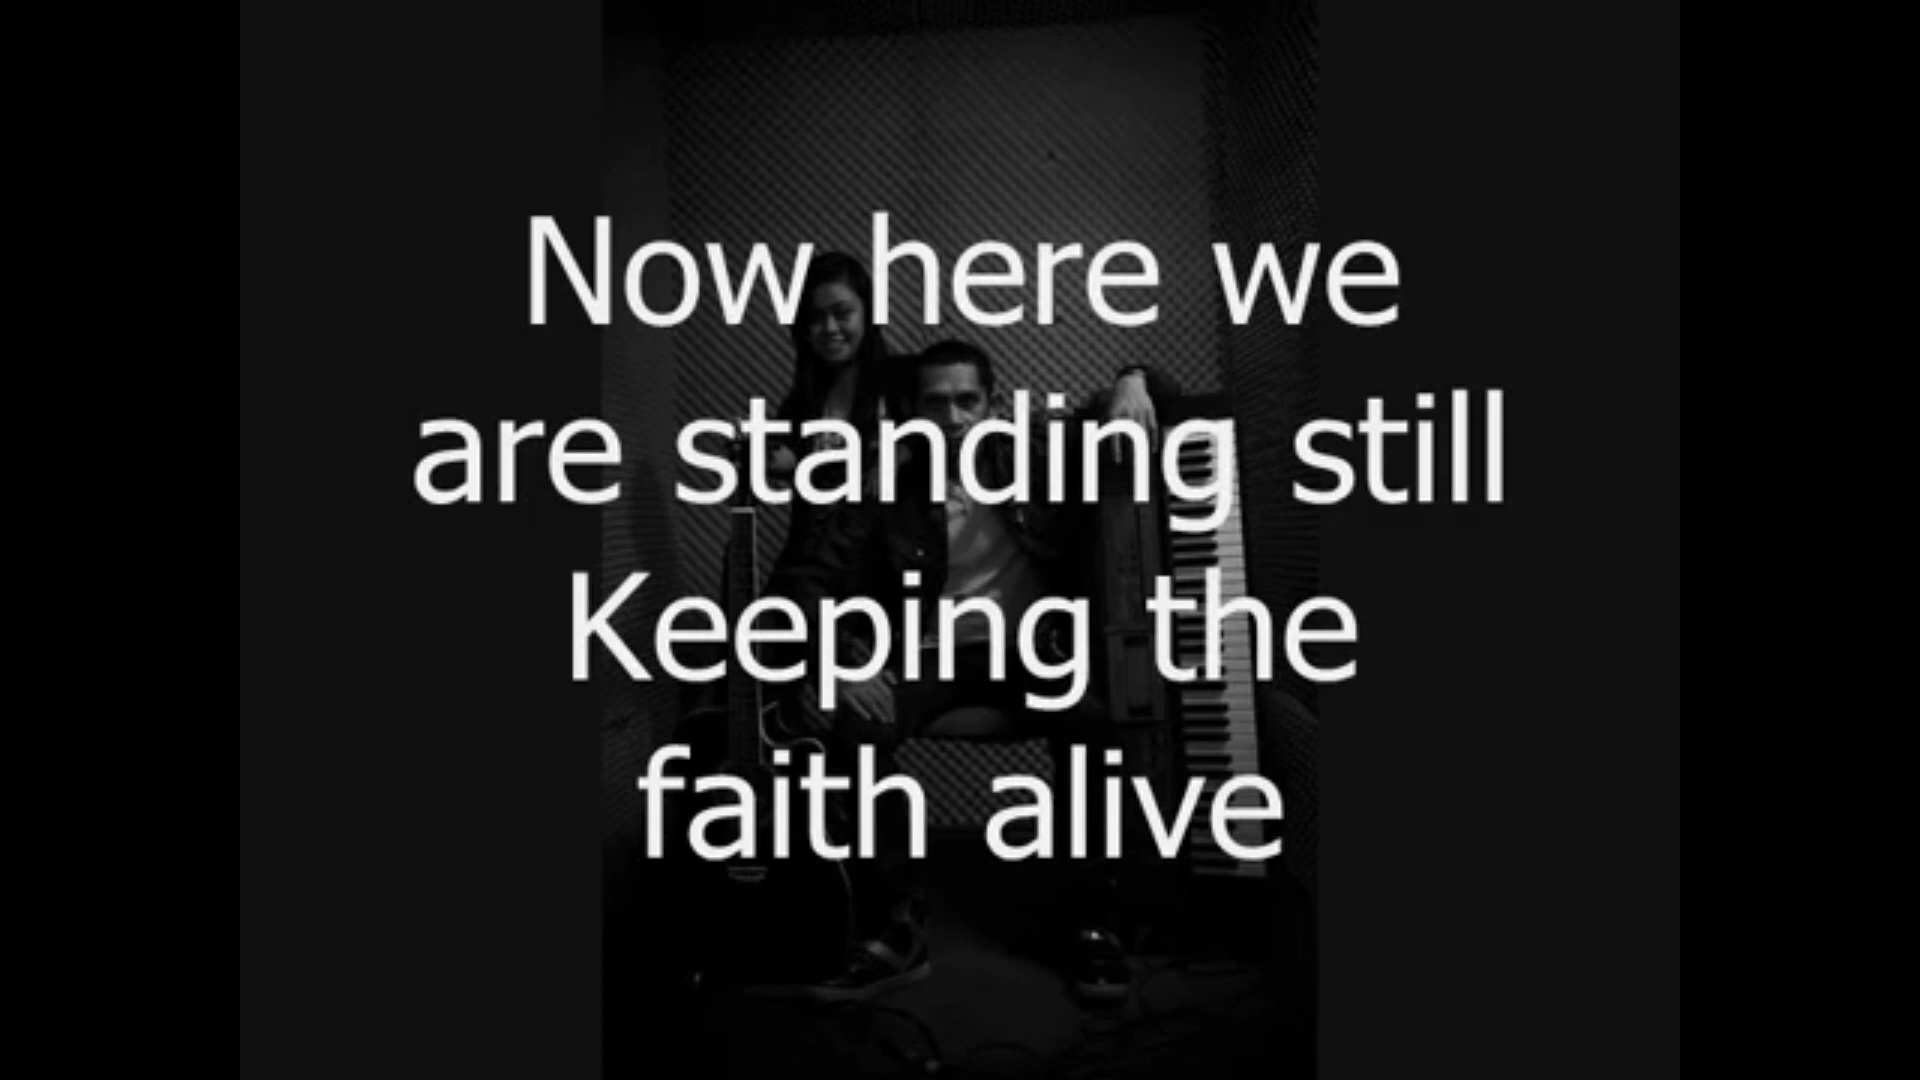 Now here we
are standing still
Keeping the
faith alive